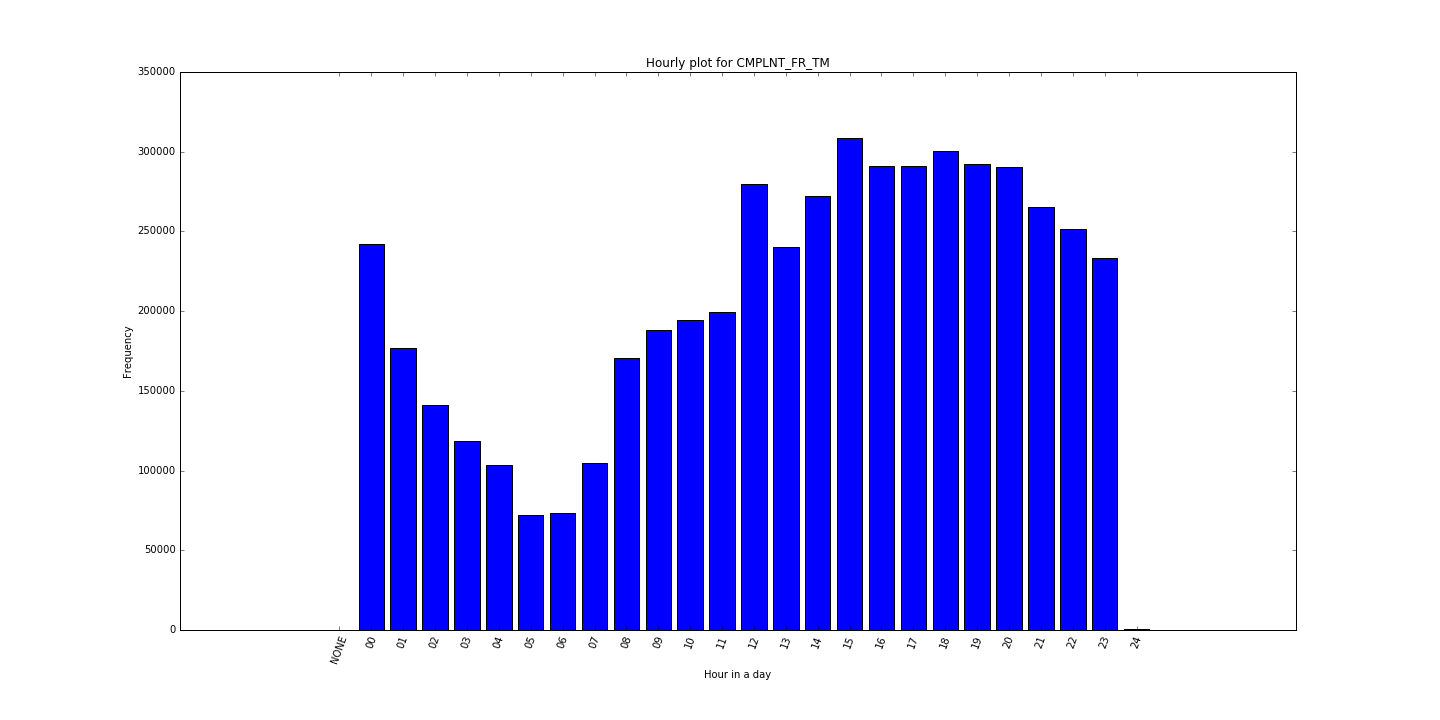 Hourly plot for CMPLNT_FR_TM
350000
300000
250000
200000
150000
100000
50000
0
Frequency
NONE 00 01 02 03 04 05 06 07 08 09 10 11 12 13 14 15 16 17 18 19 20 21 22 23 24
Hour in a day